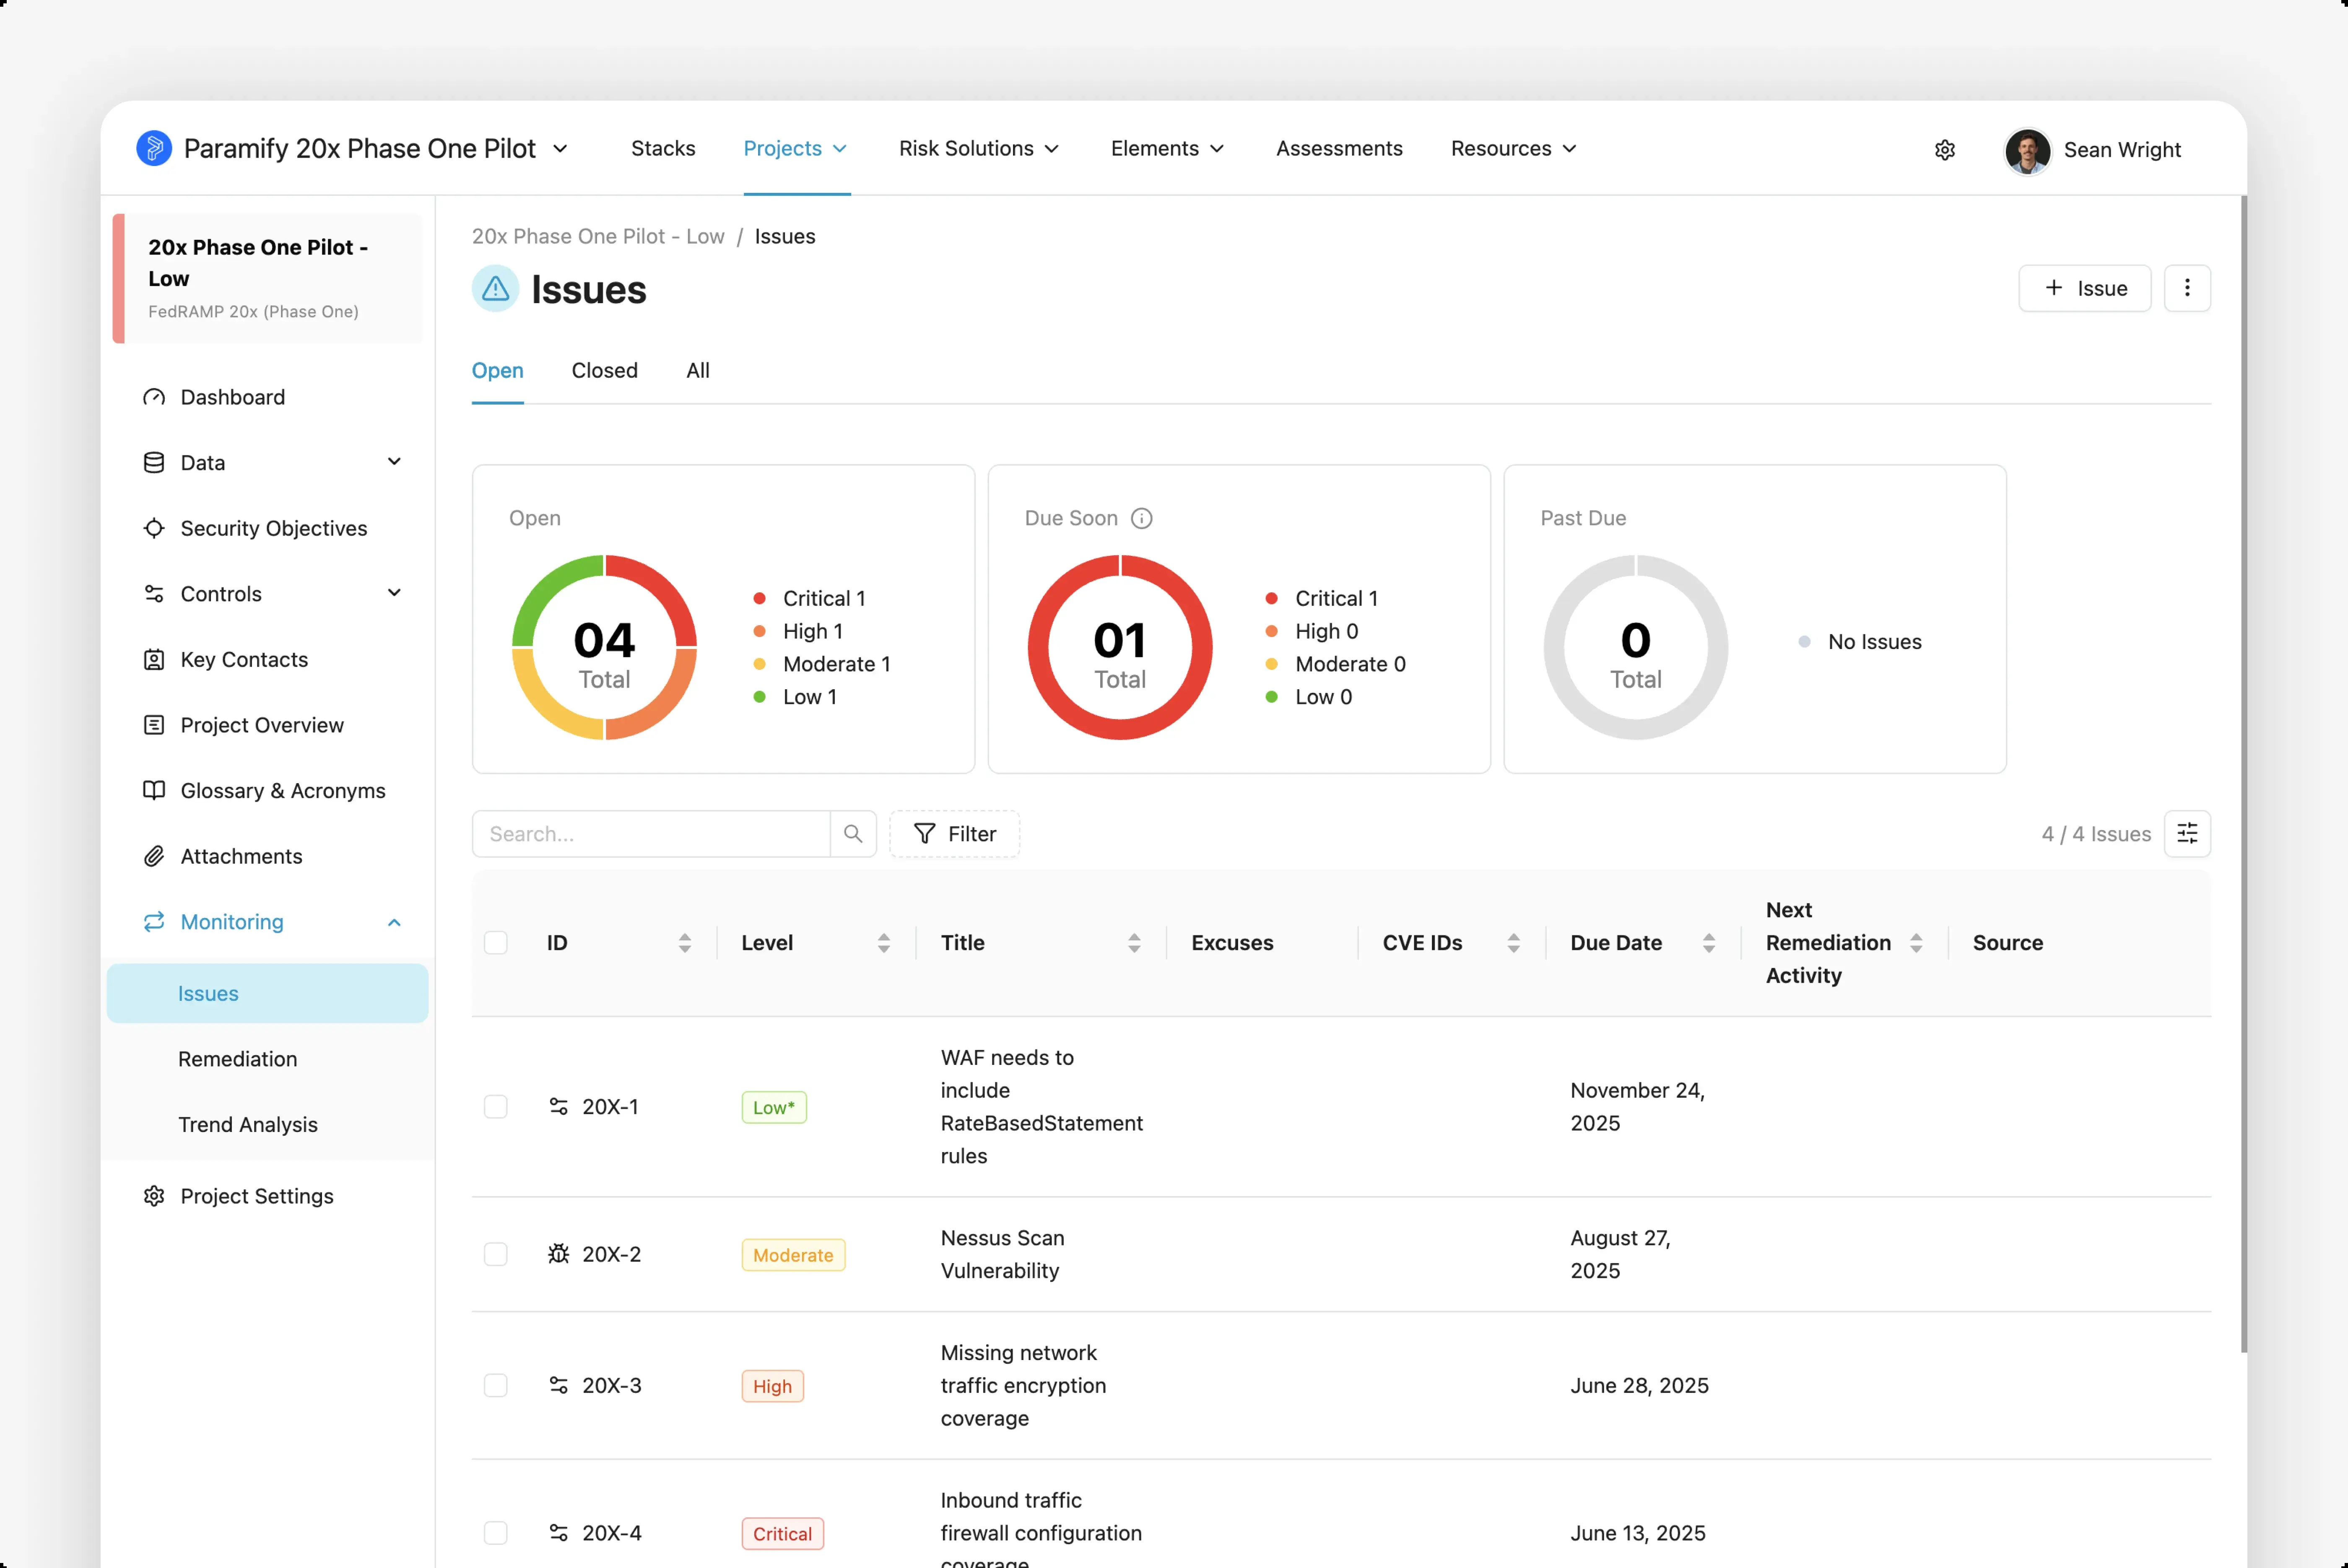 Paramify 20x Phase One Pilot
Stacks
Projects
Risk Solutions
Elements
Assessments
Resources
Sean Wright
20x Phase One Pilot -
Low
FedRAMP 20x (Phase One)
Dashboard
Data
Security Objectives
Controls
Key Contacts
Project Overview
Glossary & Acronyms
Attachments
Monitoring
Issues
Remediation
Trend Analysis
Project Settings
20x Phase One Pilot - Low / Issues
Issues
+ Issue
Open
Closed
All
Open
04
Total
Critical 1
High 1
Moderate 1
Low 1
Due Soon
01
Total
Critical 1
High 0
Moderate 0
Low 0
Past Due
0
Total
No Issues
Search...
Filter
4 / 4 Issues
ID
Level
Title
Excuses
CVE IDs
Due Date
Next
Remediation
Activity
Source
20X-1
Low*
WAF needs to
include
RateBasedStatement
rules
November 24,
2025
20X-2
Moderate
Nessus Scan
Vulnerability
August 27,
2025
20X-3
High
Missing network
traffic encryption
coverage
June 28, 2025
20X-4
Critical
Inbound traffic
firewall configuration
coverage
June 13, 2025